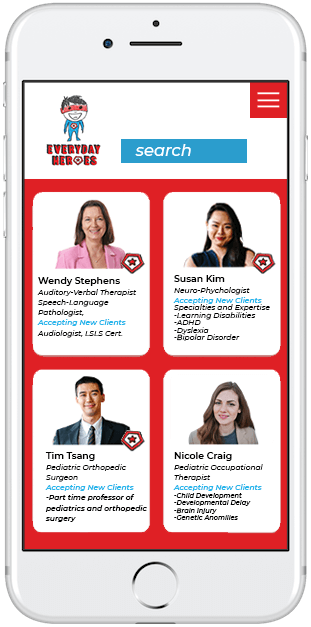 EVERYDAY
HEROES
search
Wendy Stephens
Auditory-Verbal Therapist
Speech-Language
Pathologist,
Accepting New Clients
Audiologist, LSLS Cert.
Susan Kim
Neuro-Phychologist
Accepting New Clients
Specialties and Expertise
-Learning Disabilities
-ADHD
-Dyslexia
-Bipolar Disorder
Tim Tsang
Pediatric Orthopedic
Surgeon
Accepting New Clients
-Part time professor of
pediatrics and orthopedic
surgery
Nicole Craig
Pediatric Occupational
Therapist
Accepting New Clients
-Child Development
-Developmental Delay
-Brain Injury
-Genetic Anomilies